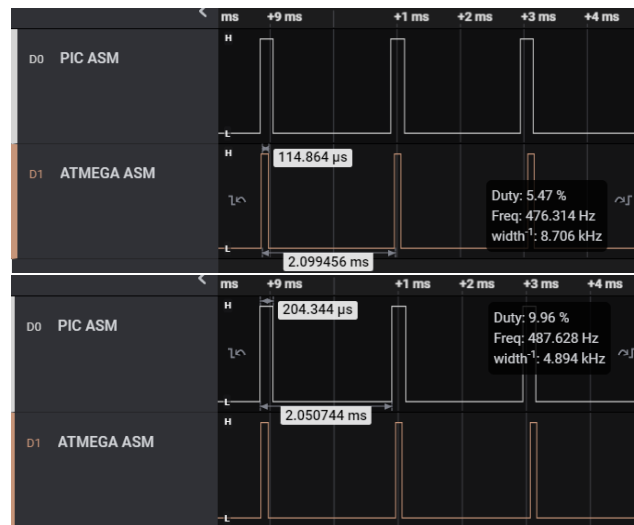 ms +9 ms +1 ms +2 ms +3 ms +4 ms
H
D0 PIC ASM
L
H
114.864 µs
D1 ATMEGA ASM
Duty: 5.47 %
Freq: 476.314 Hz
width⁻¹: 8.706 kHz
L
2.099456 ms
ms +9 ms +1 ms +2 ms +3 ms +4 ms
H
204.344 µs
D0 PIC ASM
Duty: 9.96 %
Freq: 487.628 Hz
width⁻¹: 4.894 kHz
L
2.050744 ms
H
D1 ATMEGA ASM
L